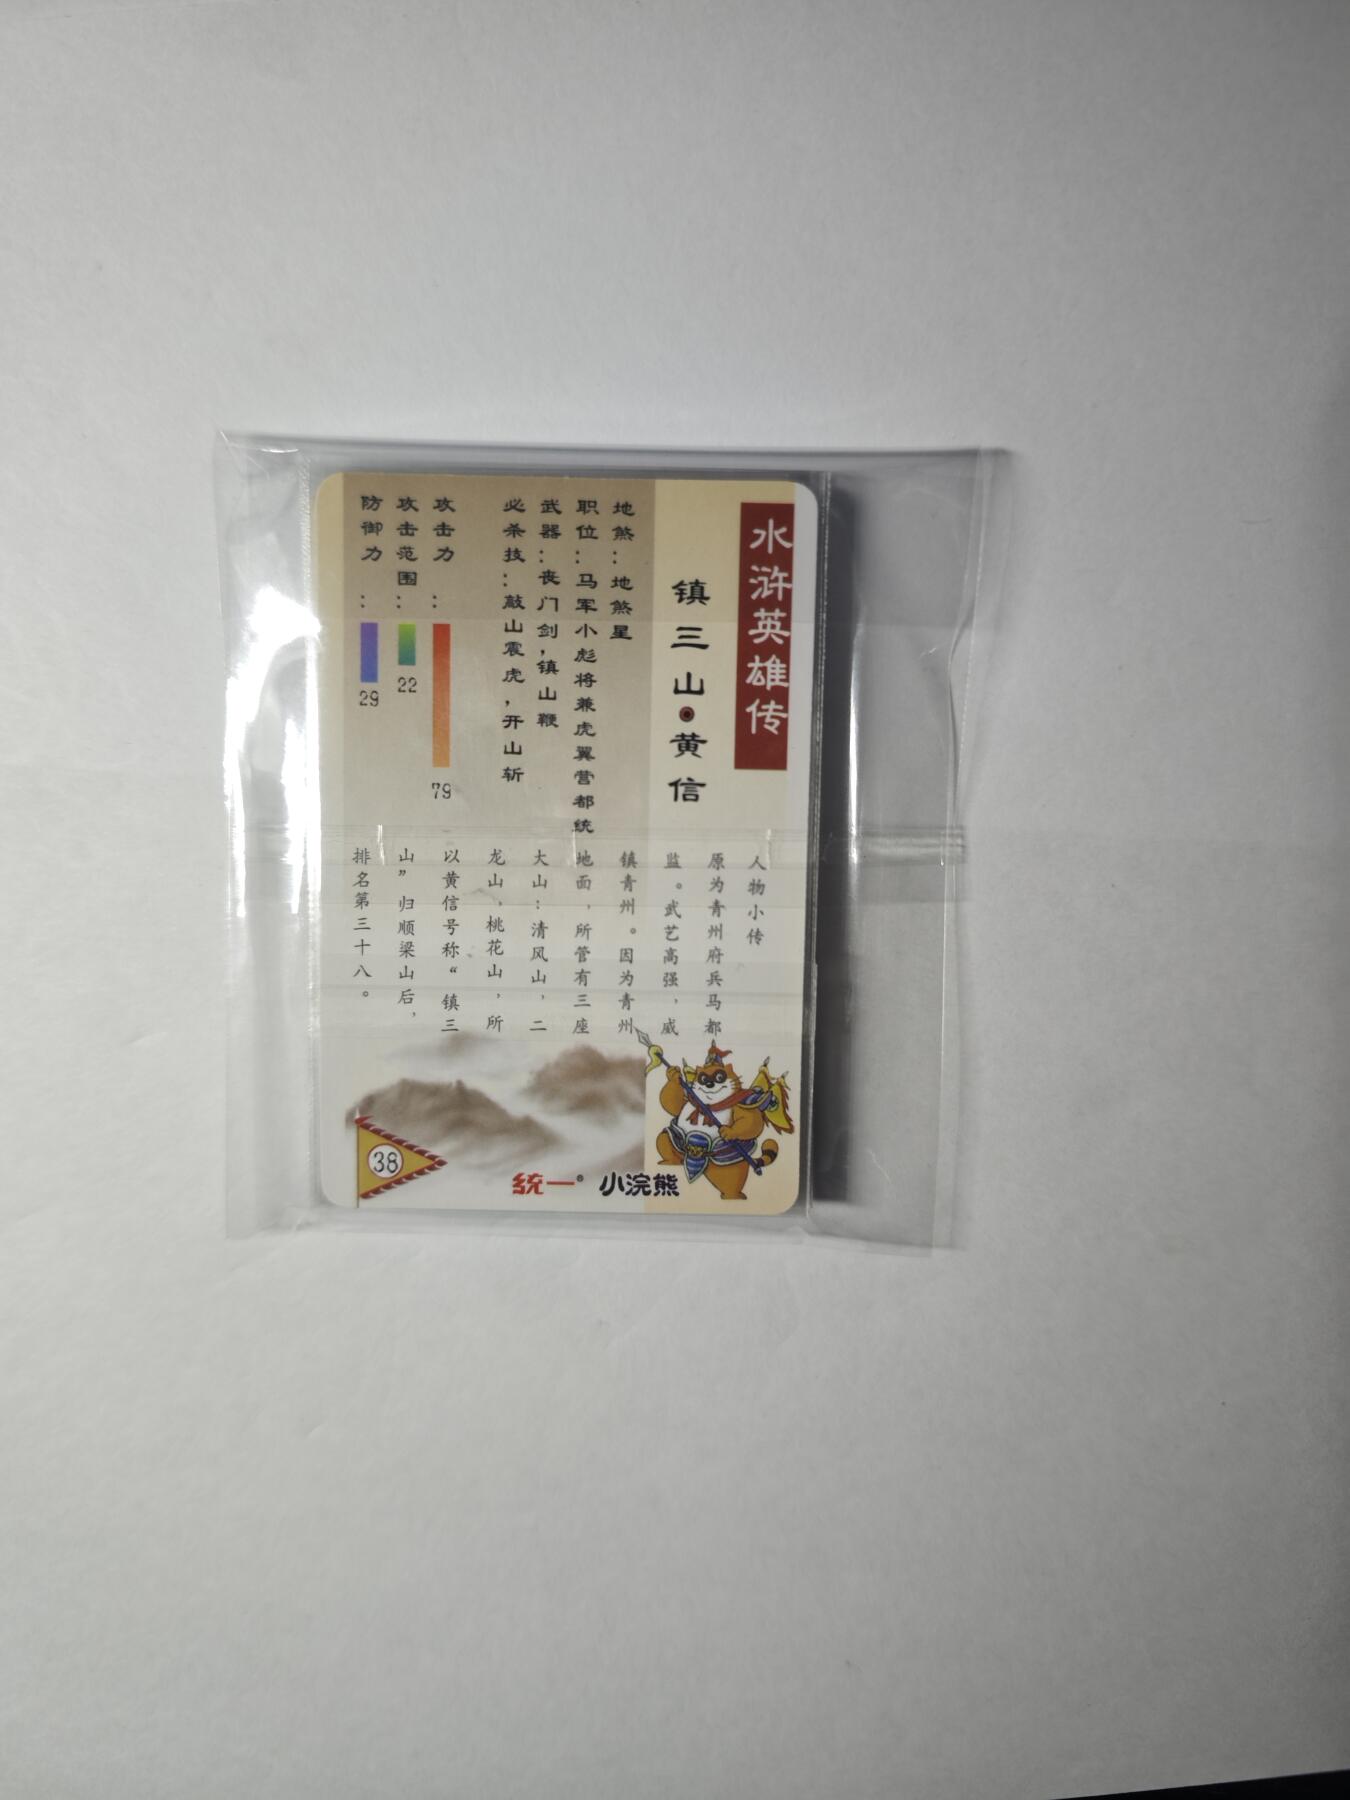 水浒英雄传
镇三山·黄信
地煞：地煞星
职位：马军小彪将兼虎翼营都统
武器：丧门剑，镇山鞭
必杀技：敲山震虎，开山斩
攻击力：79
攻击范围：22
防御力：29
人物小传
原为青州府兵马都
监。武艺高强，威
镇青州。因为青州
地面，所管有三座
大山：清风山，二
龙山，桃花山，所
以黄信号称“镇三
山”归顺梁山后，
排名第三十八。
38
統一® 小浣熊